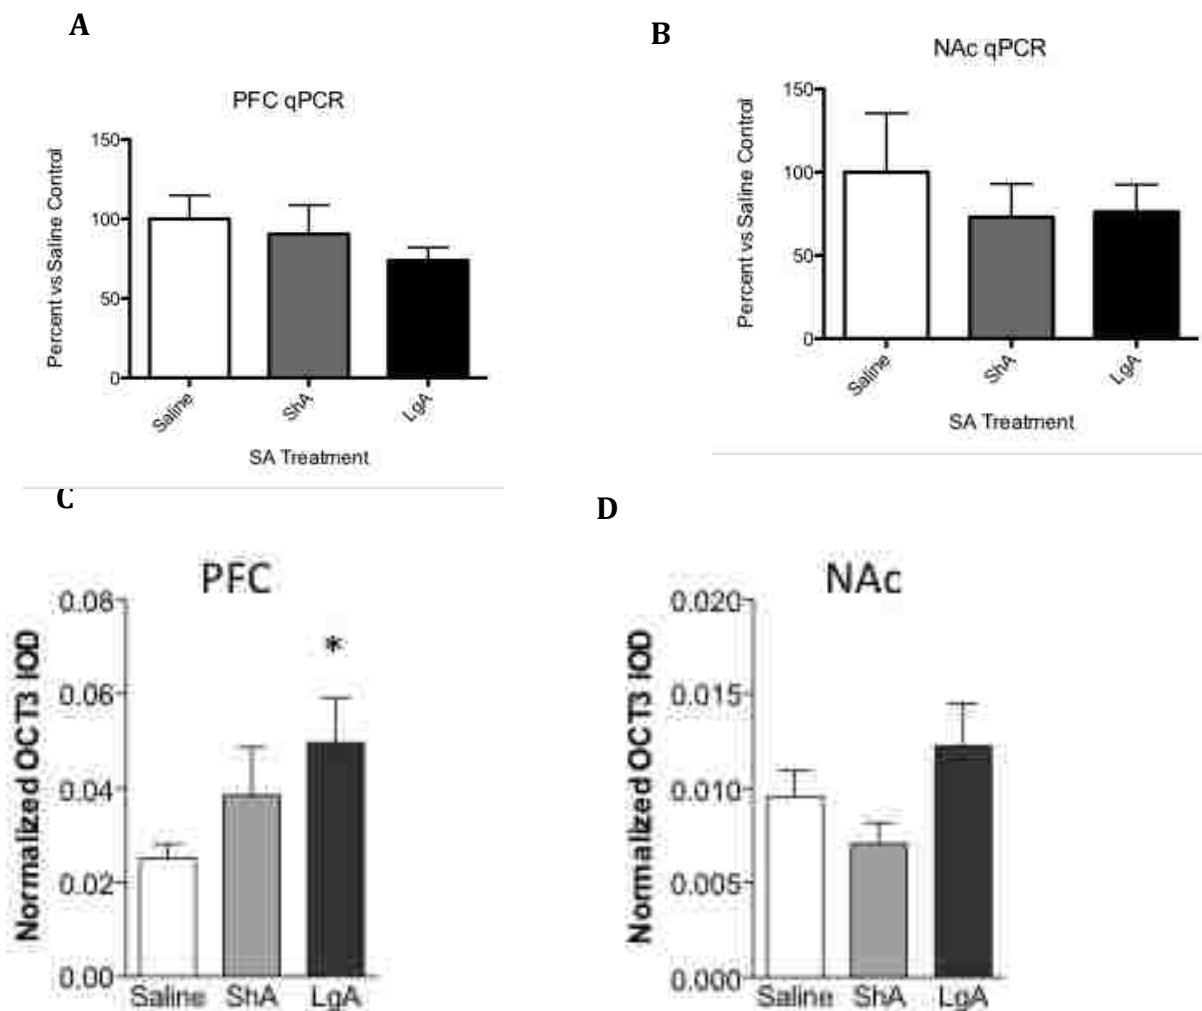 A
PFC qPCR
Percent vs Saline Control
150
100
50
0
Saline
ShA
LgA
SA Treatment
B
NAc qPCR
Percent vs Saline Control
150
100
50
0
Saline
ShA
LgA
SA Treatment
C
PFC
Normalized OCT3 IOD
0.08
0.06
0.04
0.02
0.00
*
Saline ShA LgA
D
NAc
Normalized OCT3 IOD
0.020
0.015
0.010
0.005
0.000
Saline ShA LgA